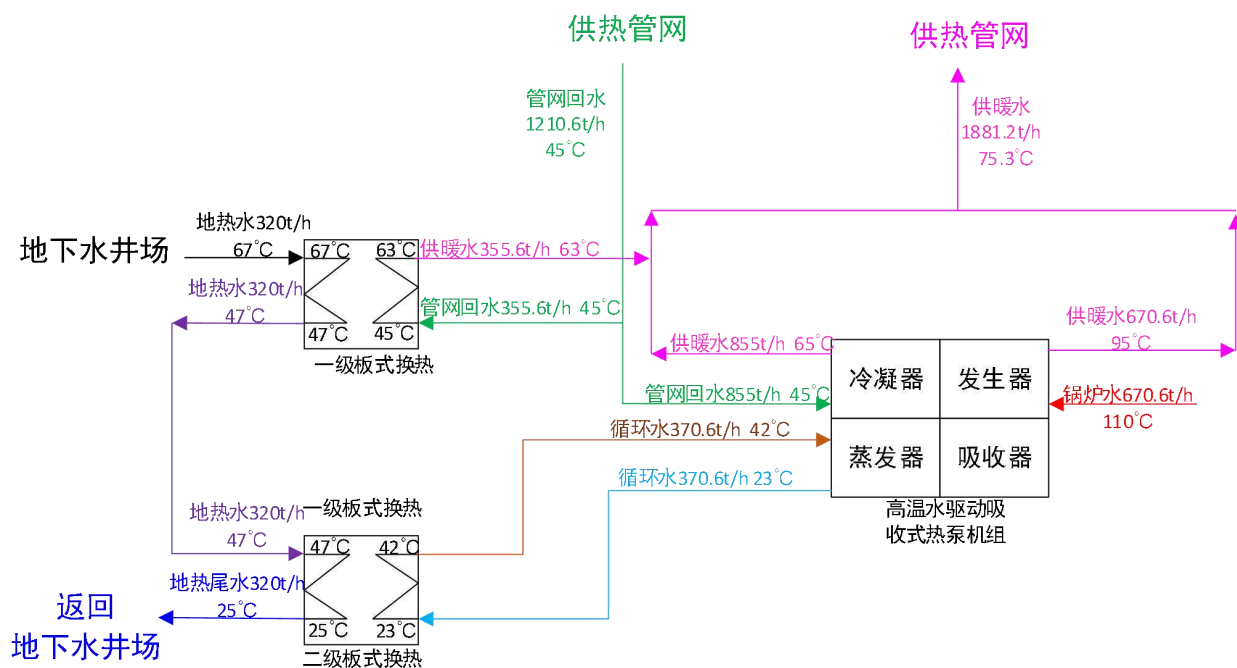 供热管网
供热管网
管网回水
1210.6t/h
45℃
供暖水
1881.2t/h
75.3℃
地下水井场
地热水320t/h
67℃
67℃
63℃
供暖水355.6t/h 63℃
地热水320t/h
47℃
47℃
45℃
管网回水355.6t/h 45℃
一级板式换热
供暖水855t/h 65℃
供暖水670.6t/h
95℃
管网回水855t/h 45℃
锅炉水670.6t/h
110℃
冷凝器
发生器
蒸发器
吸收器
高温水驱动吸
收式热泵机组
循环水370.6t/h 42℃
循环水370.6t/h 23℃
一级板式换热
地热水320t/h
47℃
47℃
42℃
地热尾水320t/h
25℃
25℃
23℃
二级板式换热
返回
地下水井场